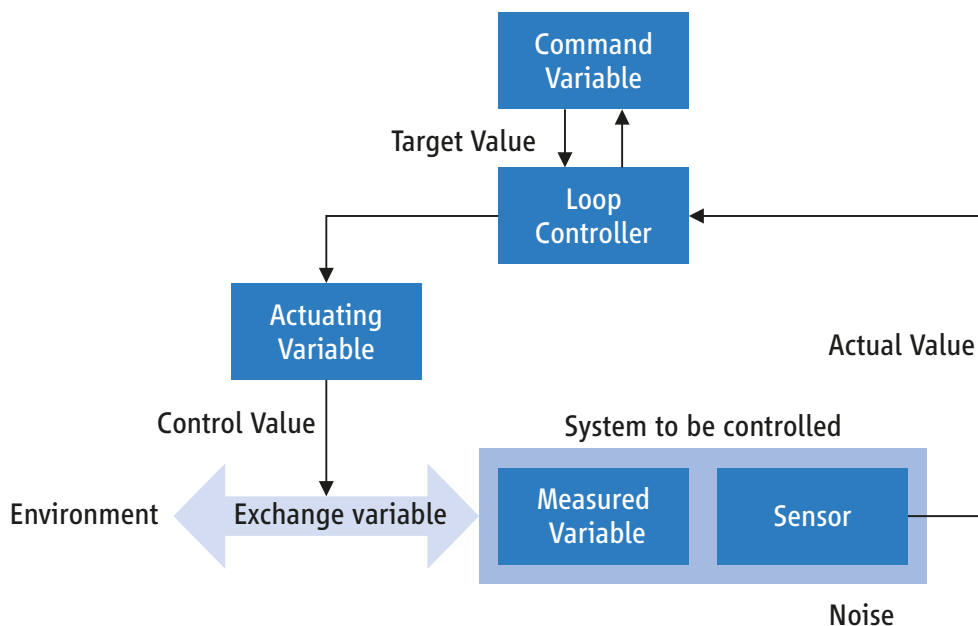 Command
Variable
Target Value
Loop
Controller
Actuating
Variable
Actual Value
Control Value
System to be controlled
Environment
Exchange variable
Measured
Variable
Sensor
Noise